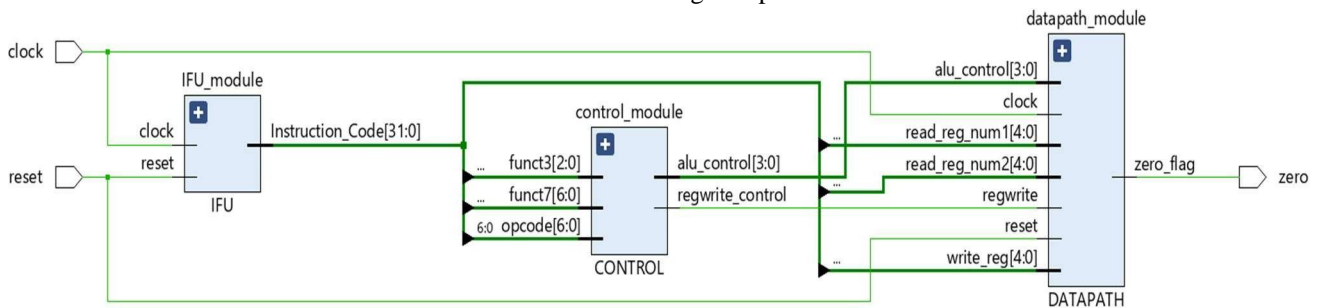 datapath_module
clock
IFU_module
alu_control[3:0]
clock
control_module
clock
Instruction_Code[31:0]
read_reg_num1[4:0]
reset
... funct3[2:0]
alu_control[3:0]
read_reg_num2[4:0]
zero_flag
reset
zero
... funct7[6:0]
regwrite_control
...
regwrite
IFU
6:0 opcode[6:0]
reset
...
write_reg[4:0]
CONTROL
DATAPATH